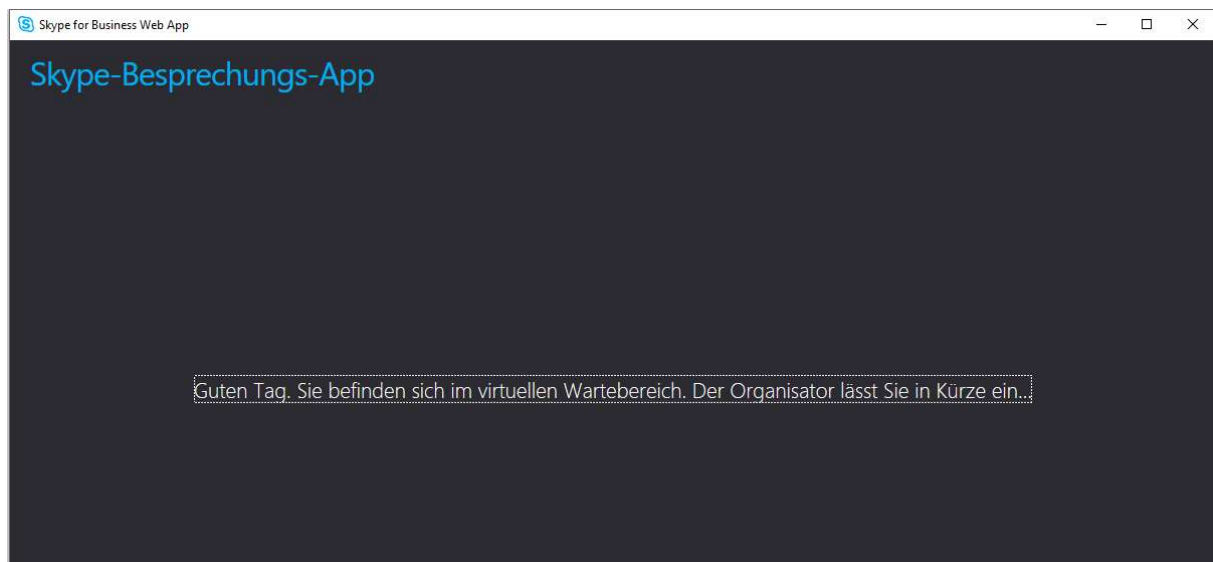 Skype for Business Web App
Skype-Besprechungs-App
Guten Tag. Sie befinden sich im virtuellen Wartebereich. Der Organisator lässt Sie in Kürze ein...